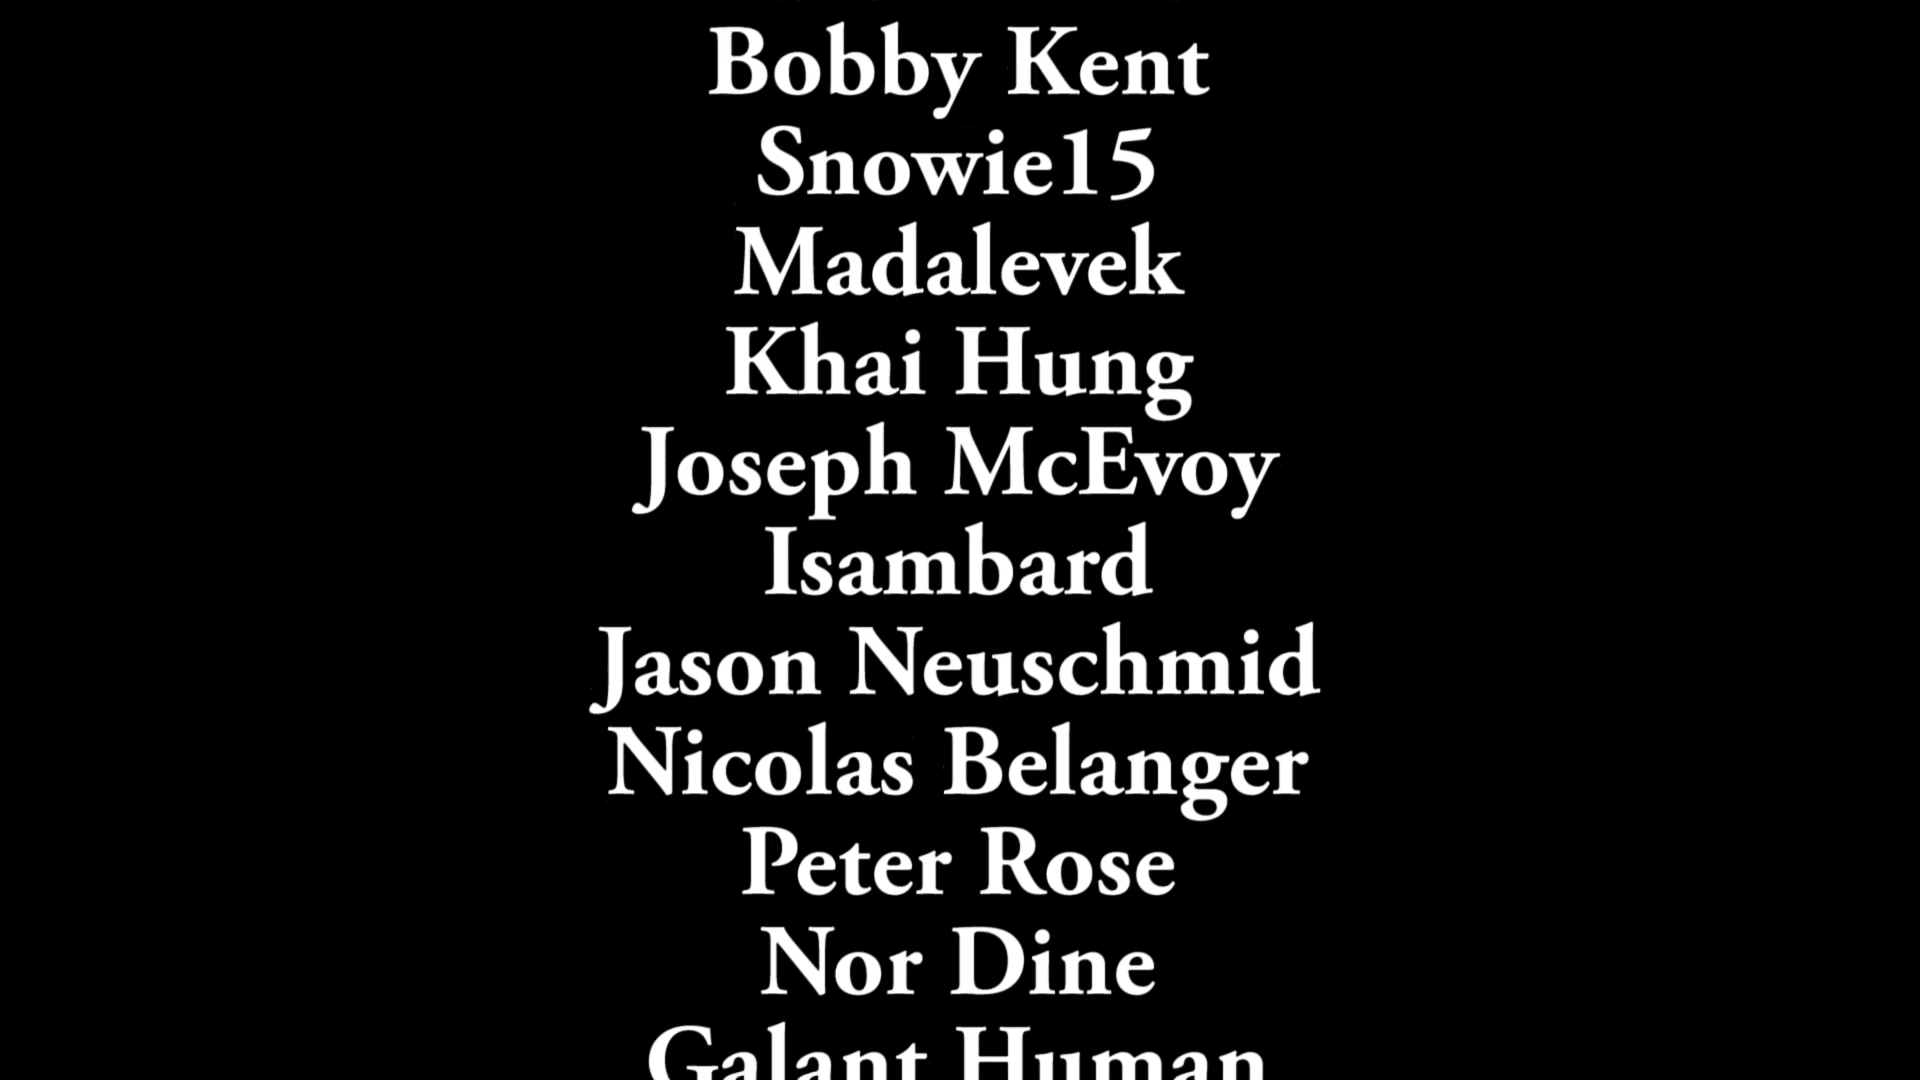 Bobby Kent
Snowie15
Madalevek
Khai Hung
Joseph McEvoy
Isambard
Jason Neuschmid
Nicolas Belanger
Peter Rose
Nor Dine
Galant Human